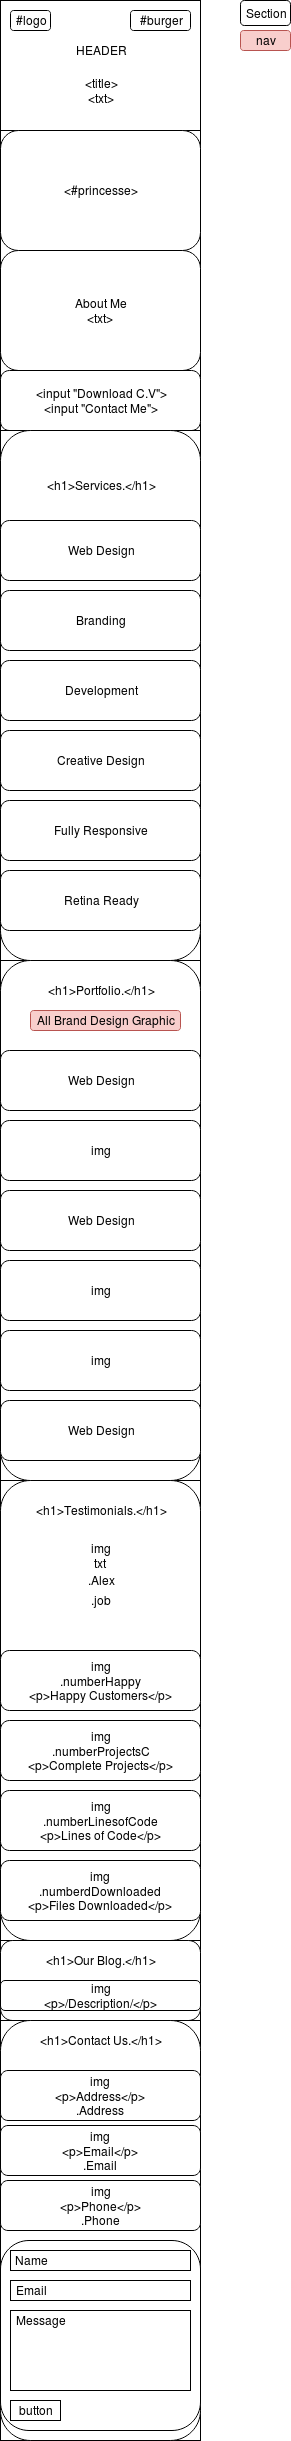 #logo
#burger
Section
nav
HEADER
<title>
<txt>
<#princesse>
About Me
<txt>
<input "Download C.V">
<input "Contact Me">
<h1>Services.</h1>
Web Design
Branding
Development
Creative Design
Fully Responsive
Retina Ready
<h1>Portfolio.</h1>
All Brand Design Graphic
Web Design
img
Web Design
img
img
Web Design
<h1>Testimonials.</h1>
img
txt
.Alex
.job
img
.numberHappy
<p>Happy Customers</p>
img
.numberProjectsC
<p>Complete Projects</p>
img
.numberLinesofCode
<p>Lines of Code</p>
img
.numberdDownloaded
<p>Files Downloaded</p>
<h1>Our Blog.</h1>
img
<p>/Description/</p>
<h1>Contact Us.</h1>
img
<p>Address</p>
.Address
img
<p>Email</p>
.Email
img
<p>Phone</p>
.Phone
Name
Email
Message
button